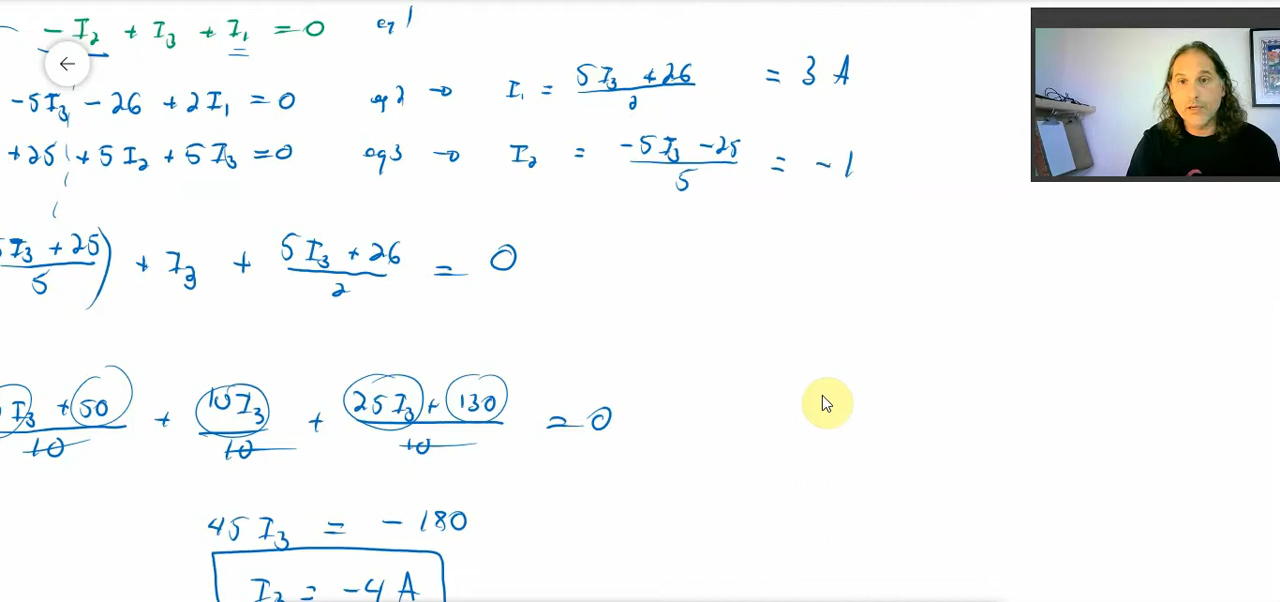 -I₂ + I₃ + I₁ = 0 eq 1
-5I₃ - 26 + 2I₁ = 0 eq 2 → I₁ = (5I₃ + 26)/2 = 3 A
+25 + 5I₂ + 5I₃ = 0 eq 3 → I₂ = (-5I₃ - 25)/5 = -1
I₃ + 25)/5 + I₃ + (5I₃ + 26)/2 = 0
I₃ + 50)/10 + 10I₃/10 + (25I₃ + 130)/10 = 0
45 I₃ = -180
I₃ = -4 A